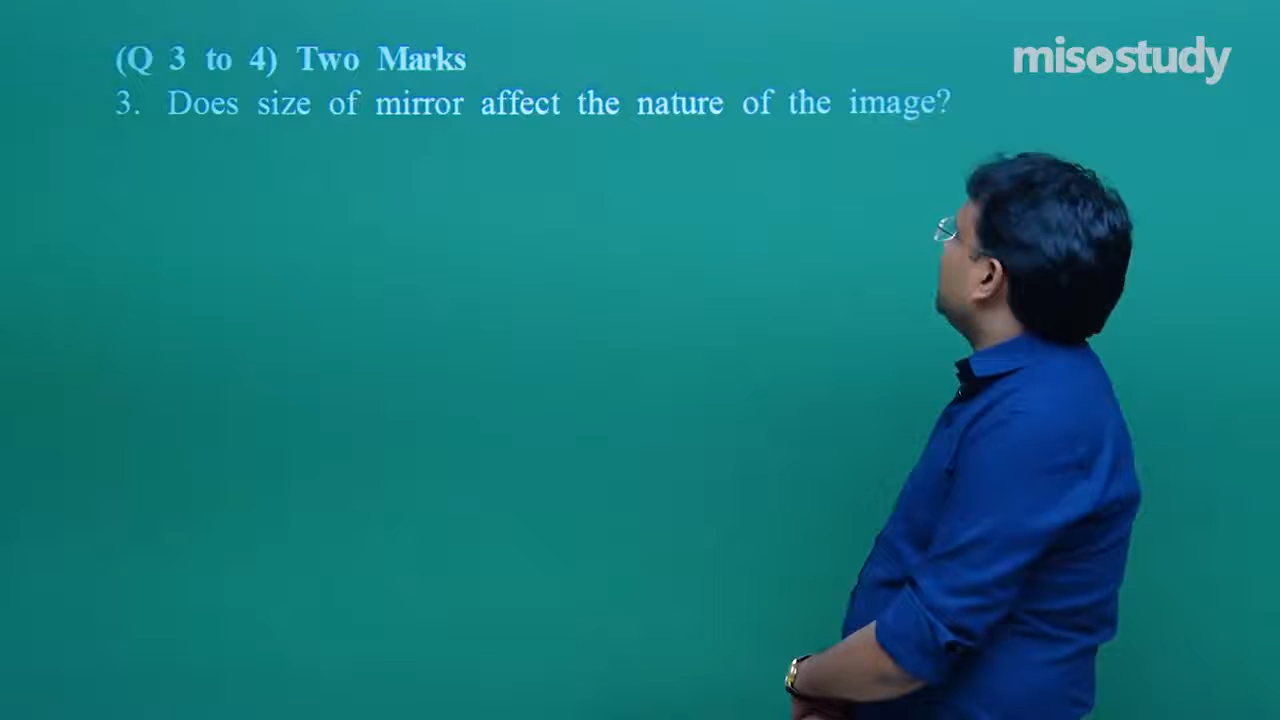 misostudy
(Q 3 to 4) Two Marks
3. Does size of mirror affect the nature of the image?